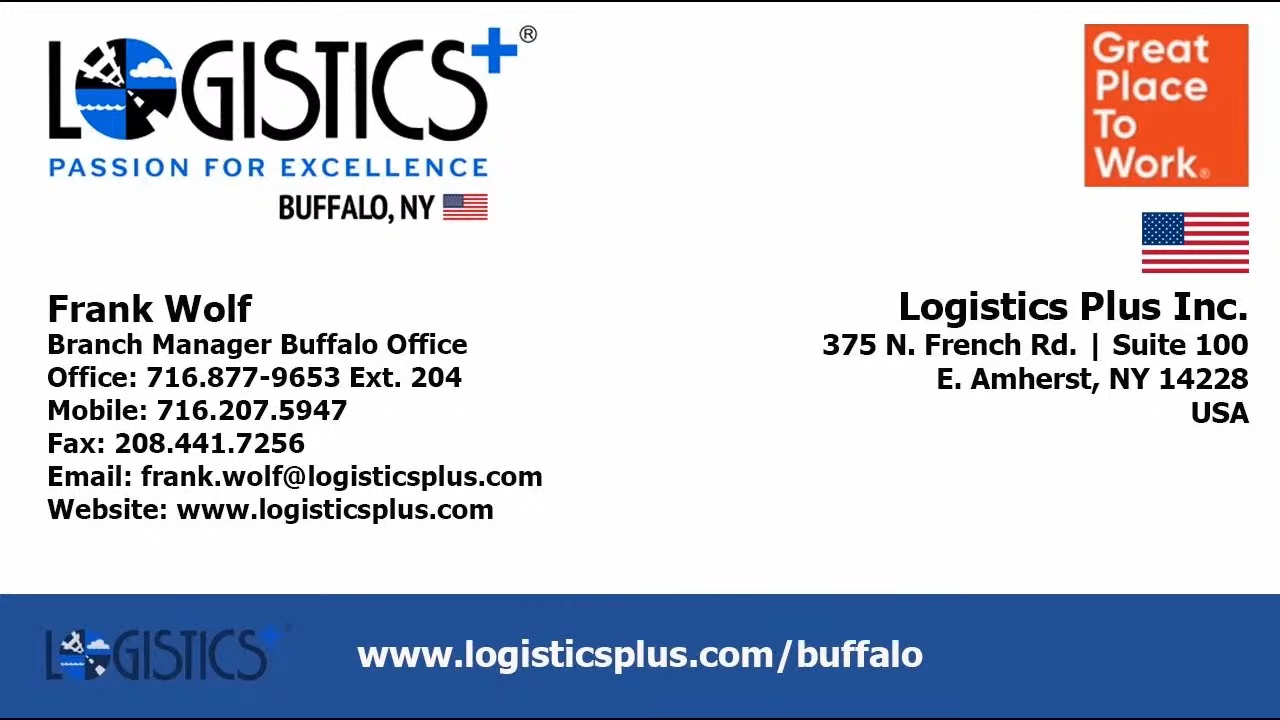 LOGISTICS+®
PASSION FOR EXCELLENCE
BUFFALO, NY
Great
Place
To
Work®
Frank Wolf
Branch Manager Buffalo Office
Office: 716.877-9653 Ext. 204
Mobile: 716.207.5947
Fax: 208.441.7256
Email: frank.wolf@logisticsplus.com
Website: www.logisticsplus.com
Logistics Plus Inc.
375 N. French Rd. | Suite 100
E. Amherst, NY 14228
USA
LOGISTICS+
www.logisticsplus.com/buffalo